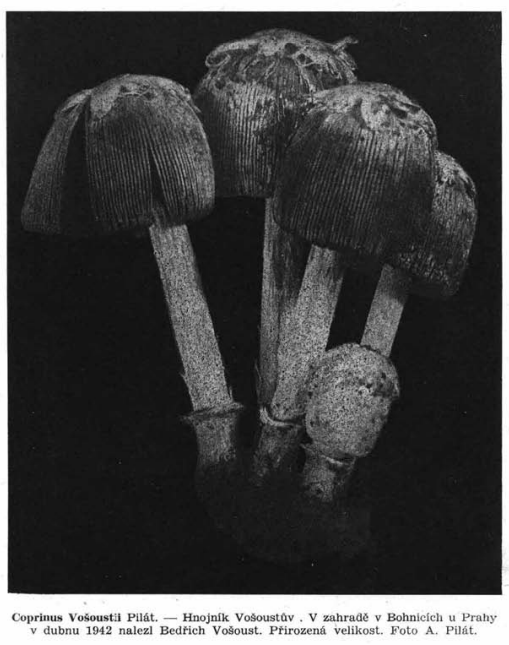 Coprinus Vošoustii Pilát. — Hnojník Vošoustův . V zahradě v Bohnicích u Prahy
v dubnu 1942 nalezl Bedřich Vošoust. Přirozená velikost. Foto A. Pilát.